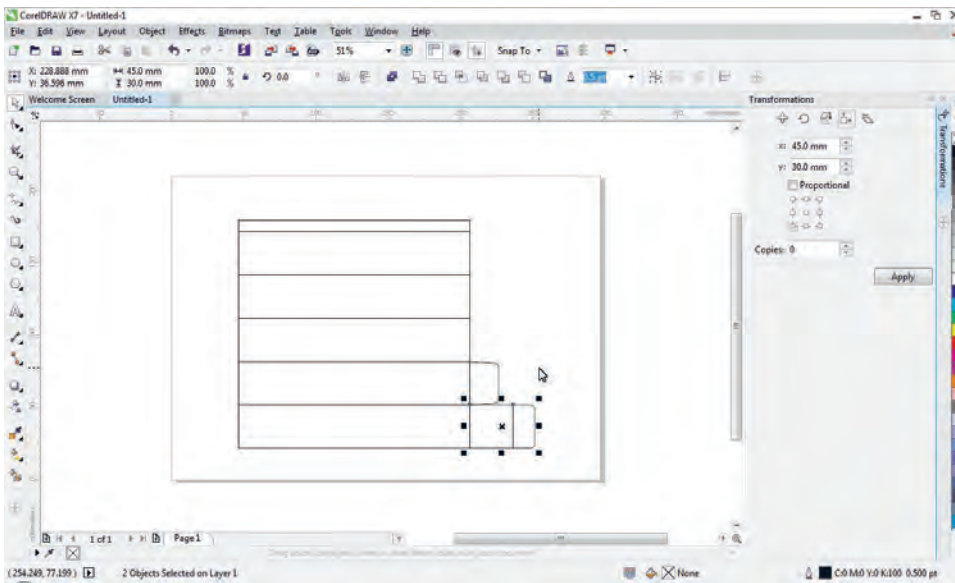 CorelDRAW X7 - Untitled-1
File Edit View Layout Object Effects Bitmaps Text Table Tools Window Help
51% Snap To
X: 228.888 mm 45.0 mm 100.0 % 0.0 °
Y: 36.596 mm 30.0 mm 100.0 %
Welcome Screen Untitled-1
Transformations
x: 45.0 mm
y: 30.0 mm
Proportional
Copies: 0
Apply
Transformations
1 of 1 Page 1
(254.249, 77.199) 2 Objects Selected on Layer 1 None C:0 M:0 Y:0 K:100 0.500 pt